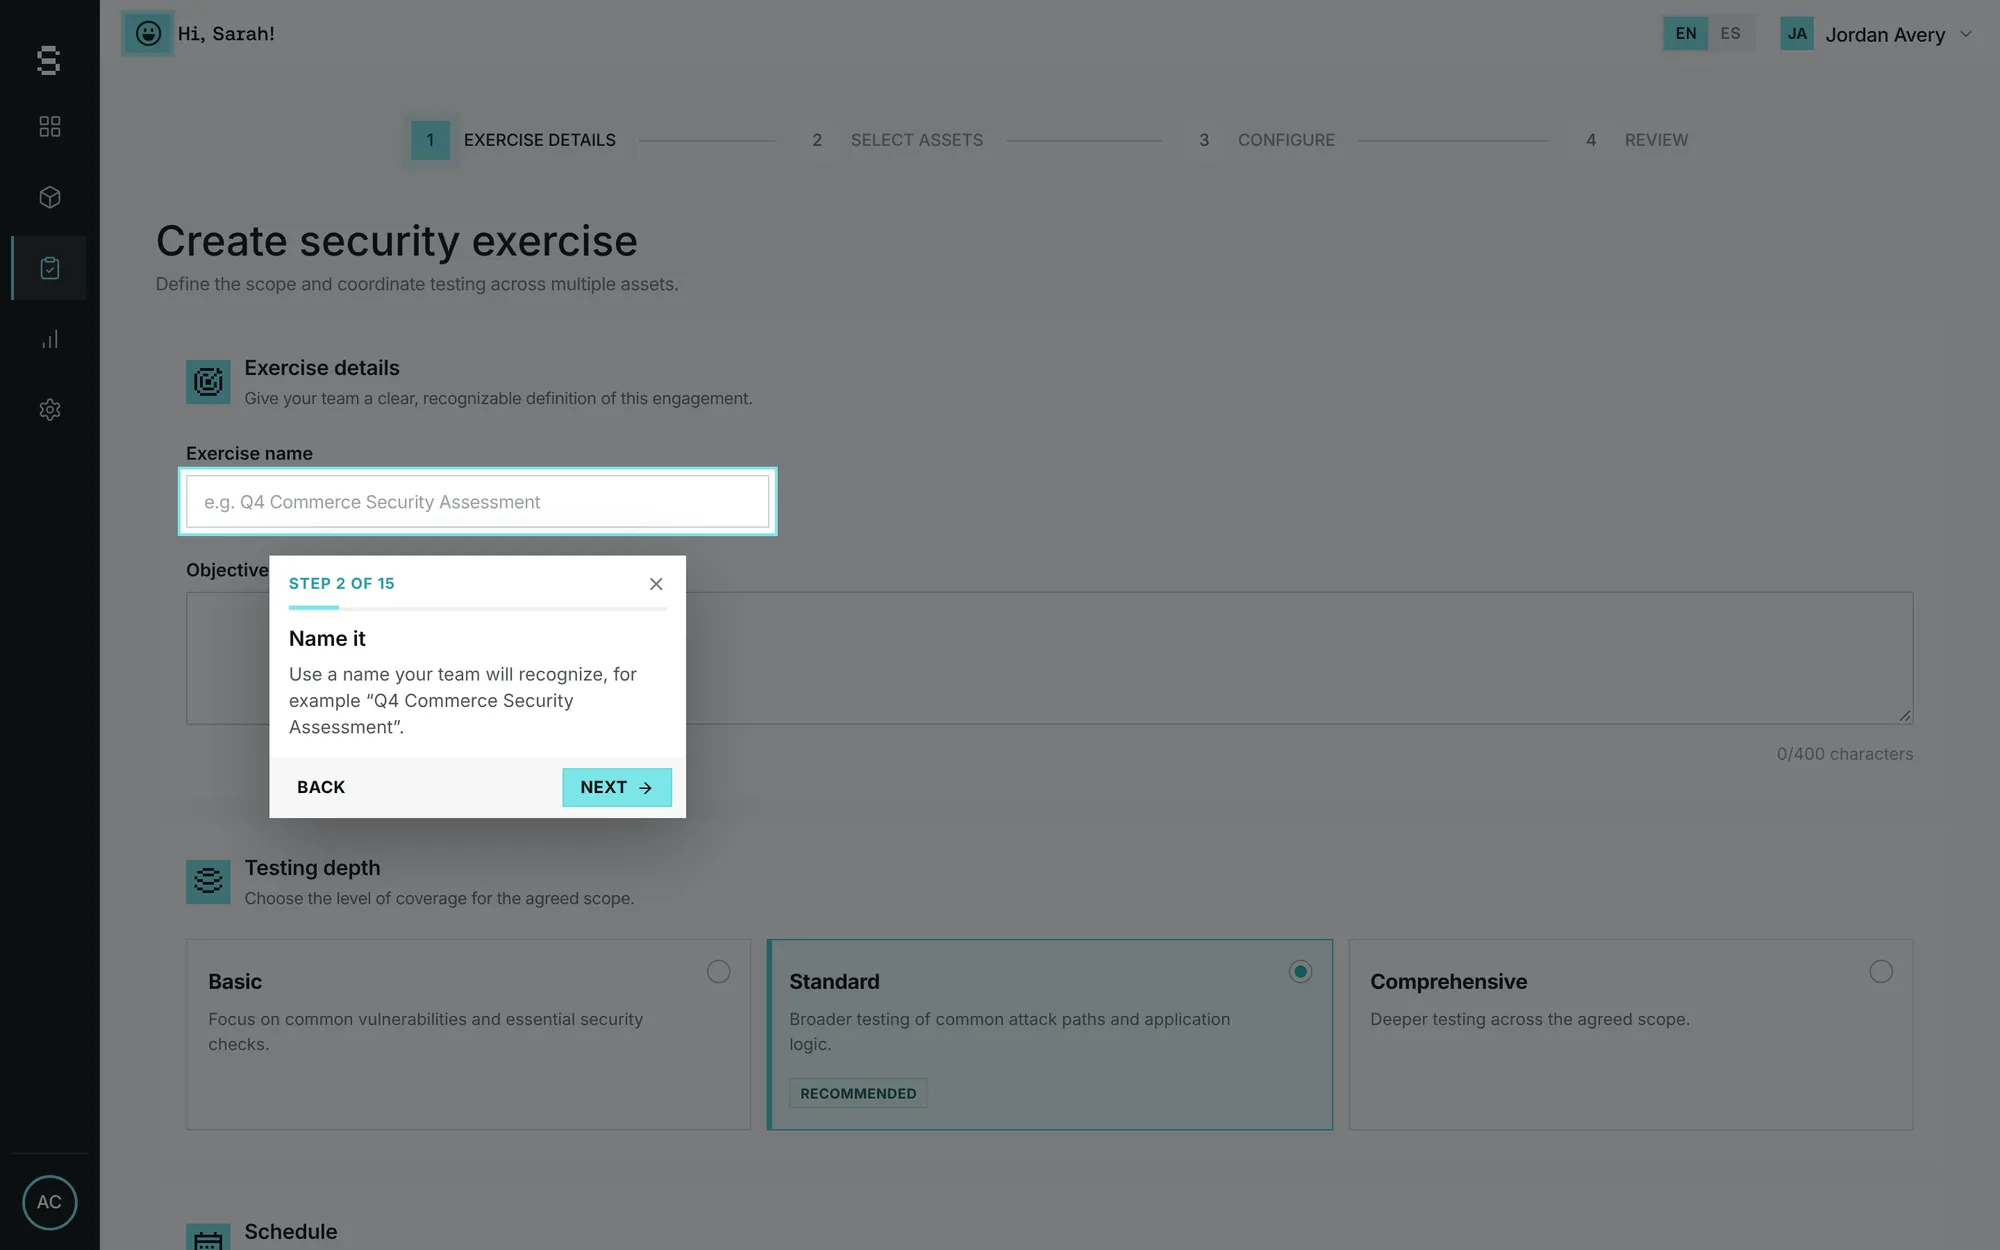 Hi, Sarah!
EN ES
JA Jordan Avery
1 EXERCISE DETAILS
2 SELECT ASSETS
3 CONFIGURE
4 REVIEW
Create security exercise
Define the scope and coordinate testing across multiple assets.
Exercise details
Give your team a clear, recognizable definition of this engagement.
Exercise name
e.g. Q4 Commerce Security Assessment
Objective
STEP 2 OF 15
Name it
Use a name your team will recognize, for
example “Q4 Commerce Security
Assessment”.
BACK
NEXT →
0/400 characters
Testing depth
Choose the level of coverage for the agreed scope.
Basic
Focus on common vulnerabilities and essential security
checks.
Standard
Broader testing of common attack paths and application
logic.
RECOMMENDED
Comprehensive
Deeper testing across the agreed scope.
Schedule
AC